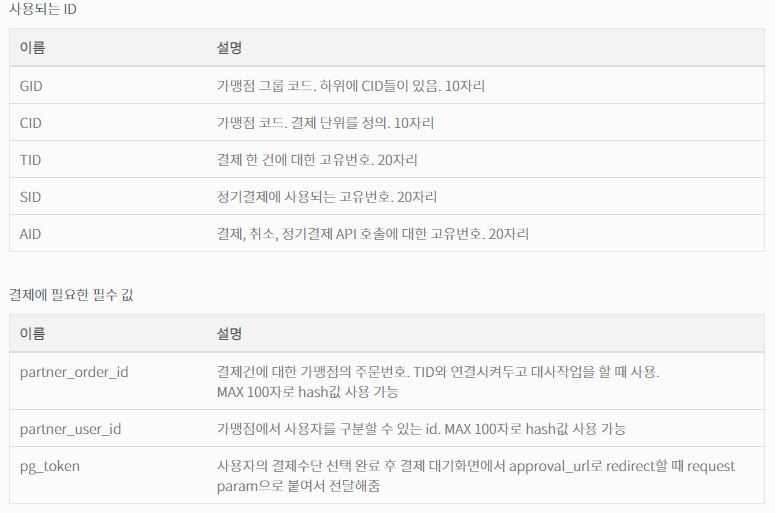 사용되는 ID
이름 설명
GID 가맹점 그룹 코드. 하위에 CID들이 있음. 10자리
CID 가맹점 코드. 결제 단위를 정의. 10자리
TID 결제 한 건에 대한 고유번호. 20자리
SID 정기결제에 사용되는 고유번호. 20자리
AID 결제, 취소, 정기결제 API 호출에 대한 고유번호. 20자리
결제에 필요한 필수 값
이름 설명
partner_order_id 결제건에 대한 가맹점의 주문번호. TID와 연결시켜두고 대사작업을 할 때 사용.
MAX 100자로 hash값 사용 가능
partner_user_id 가맹점에서 사용자를 구분할 수 있는 id. MAX 100자로 hash값 사용 가능
pg_token 사용자의 결제수단 선택 완료 후 결제 대기화면에서 approval_url로 redirect할 때 request
param으로 붙여서 전달해줌